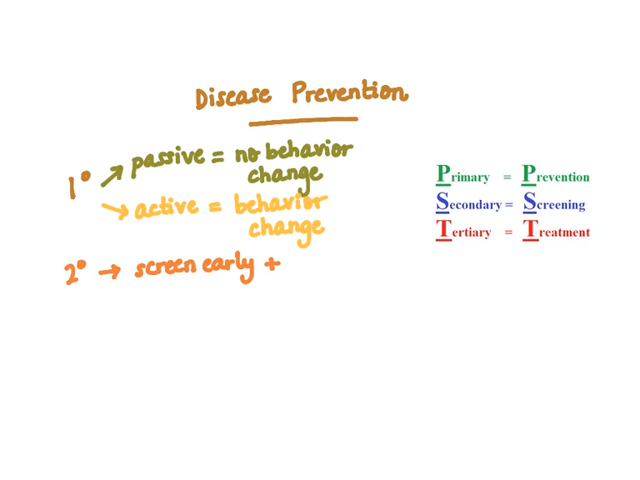 Disease Prevention
1° → passive = no behavior
change
→ active = behavior
change
2° → screen early +
Primary = Prevention
Secondary = Screening
Tertiary = Treatment